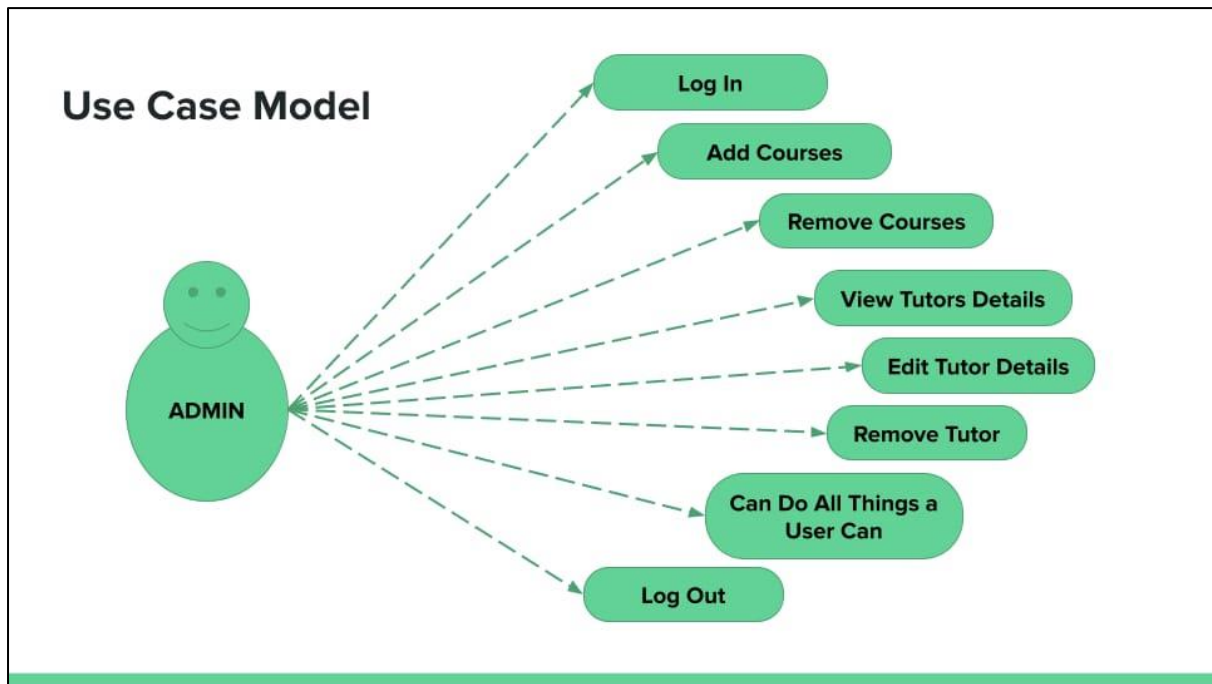 Use Case Model
Log In
Add Courses
Remove Courses
View Tutors Details
Edit Tutor Details
ADMIN
Remove Tutor
Can Do All Things a
User Can
Log Out